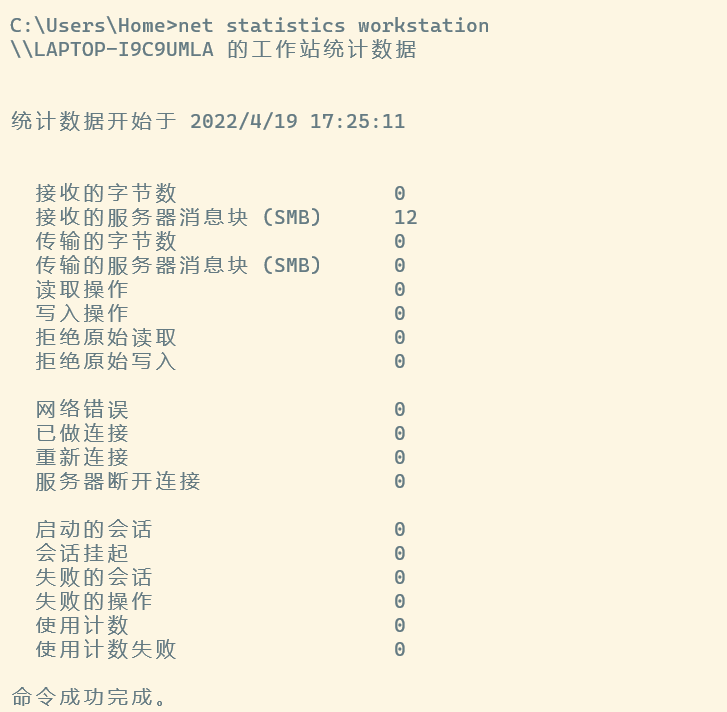 C:\Users\Home>net statistics workstation
\\LAPTOP-I9C9UMLA 的工作站统计数据
统计数据开始于 2022/4/19 17:25:11
接收的字节数 0
接收的服务器消息块 (SMB) 12
传输的字节数 0
传输的服务器消息块 (SMB) 0
读取操作 0
写入操作 0
拒绝原始读取 0
拒绝原始写入 0
网络错误 0
已做连接 0
重新连接 0
服务器断开连接 0
启动的会话 0
会话挂起 0
失败的会话 0
失败的操作 0
使用计数 0
使用计数失败 0
命令成功完成。